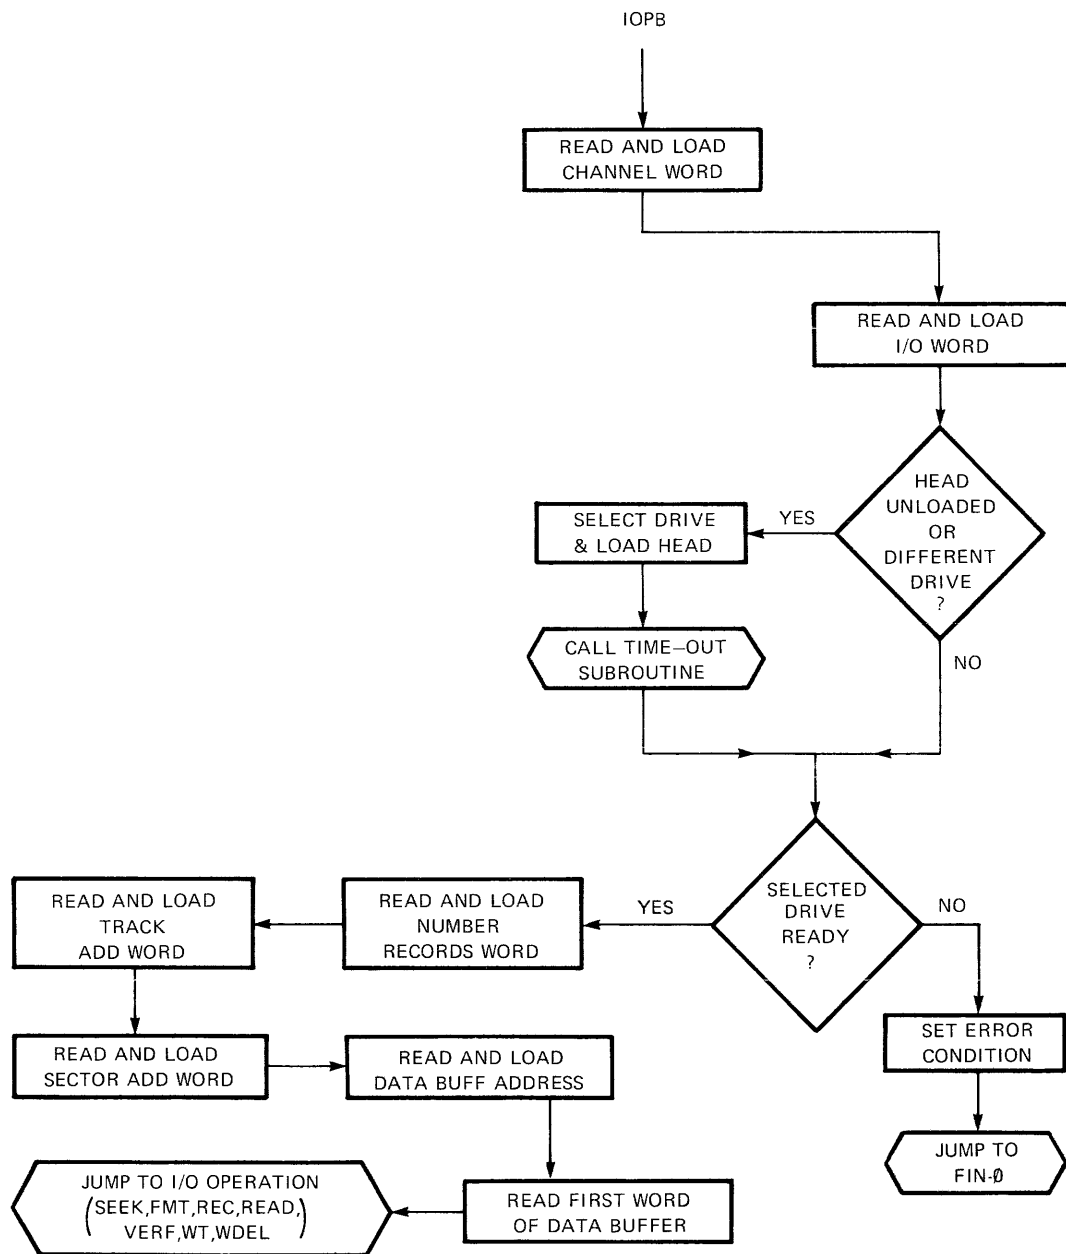 IOPB
READ AND LOAD
CHANNEL WORD
READ AND LOAD
I/O WORD
HEAD
UNLOADED
OR
DIFFERENT
DRIVE
?
YES
NO
SELECT DRIVE
& LOAD HEAD
CALL TIME–OUT
SUBROUTINE
SELECTED
DRIVE
READY
?
YES
NO
READ AND LOAD
NUMBER
RECORDS WORD
READ AND LOAD
TRACK
ADD WORD
READ AND LOAD
SECTOR ADD WORD
READ AND LOAD
DATA BUFF ADDRESS
READ FIRST WORD
OF DATA BUFFER
JUMP TO I/O OPERATION
(SEEK,FMT,REC,READ,
VERF,WT,WDEL)
SET ERROR
CONDITION
JUMP TO
FIN-Ø